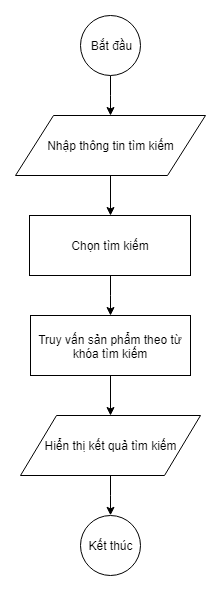 Bắt đầu
Nhập thông tin tìm kiếm
Chọn tìm kiếm
Truy vấn sản phẩm theo từ
khóa tìm kiếm
Hiển thị kết quả tìm kiếm
Kết thúc